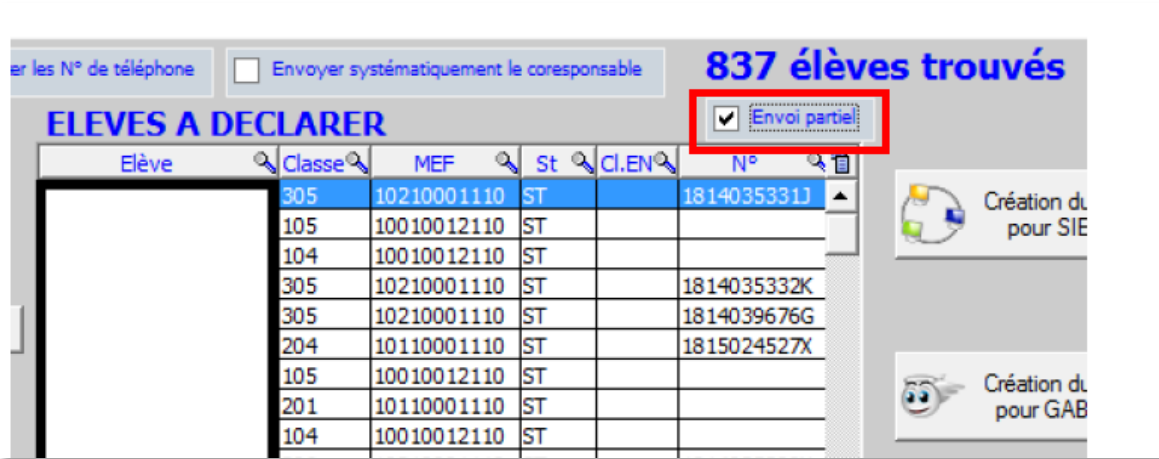 er les N° de téléphone Envoyer systématiquement le coresponsable 837 élèves trouvés
ELEVES A DECLARER Envoi partiel
Elève Classe MEF St Cl.EN N°
305 10210001110 ST 1814035331J
105 10010012110 ST
104 10010012110 ST
305 10210001110 ST 1814035332K
305 10210001110 ST 1814039676G
204 10110001110 ST 1815024527X
105 10010012110 ST
201 10110001110 ST
104 10010012110 ST
Création du
pour SIE
Création du
pour GAB